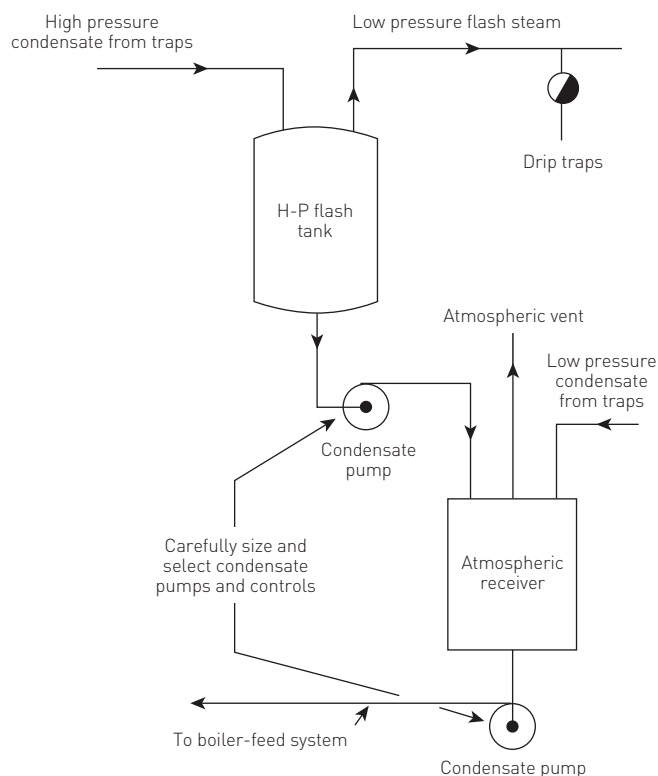 High pressure
condensate from traps
Low pressure flash steam
Drip traps
H-P flash
tank
Atmospheric vent
Low pressure
condensate
from traps
Condensate
pump
Carefully size and
select condensate
pumps and controls
Atmospheric
receiver
To boiler-feed system
Condensate pump